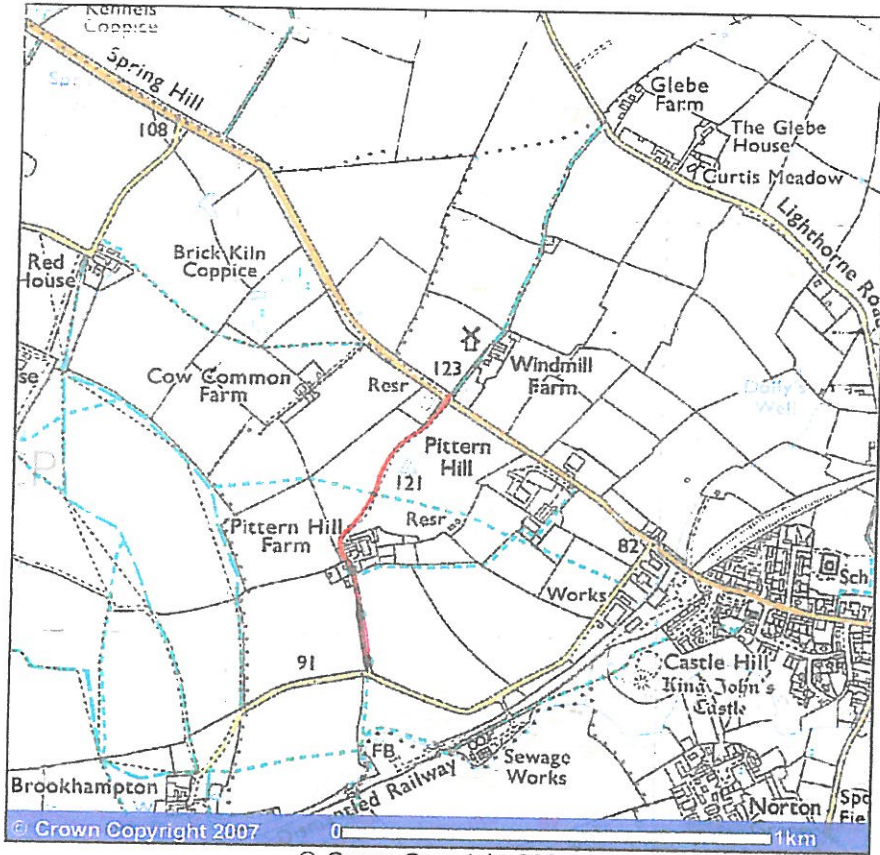 Kennels
Coppice
Spring Hill
108
Glebe
Farm
The Glebe
House
Curtis Meadow
Lighthorne Road
Red
House
Brick Kiln
Coppice
Cow Common
Farm
Resr
123
Windmill
Farm
Pittern
Hill
121
Pittern Hill
Farm
Resr
82
Sch
Works
91
Castle Hill
King John's
Castle
FB
Railway
Sewage
Works
Brookhampton
Norton
© Crown Copyright 2007
0
1km